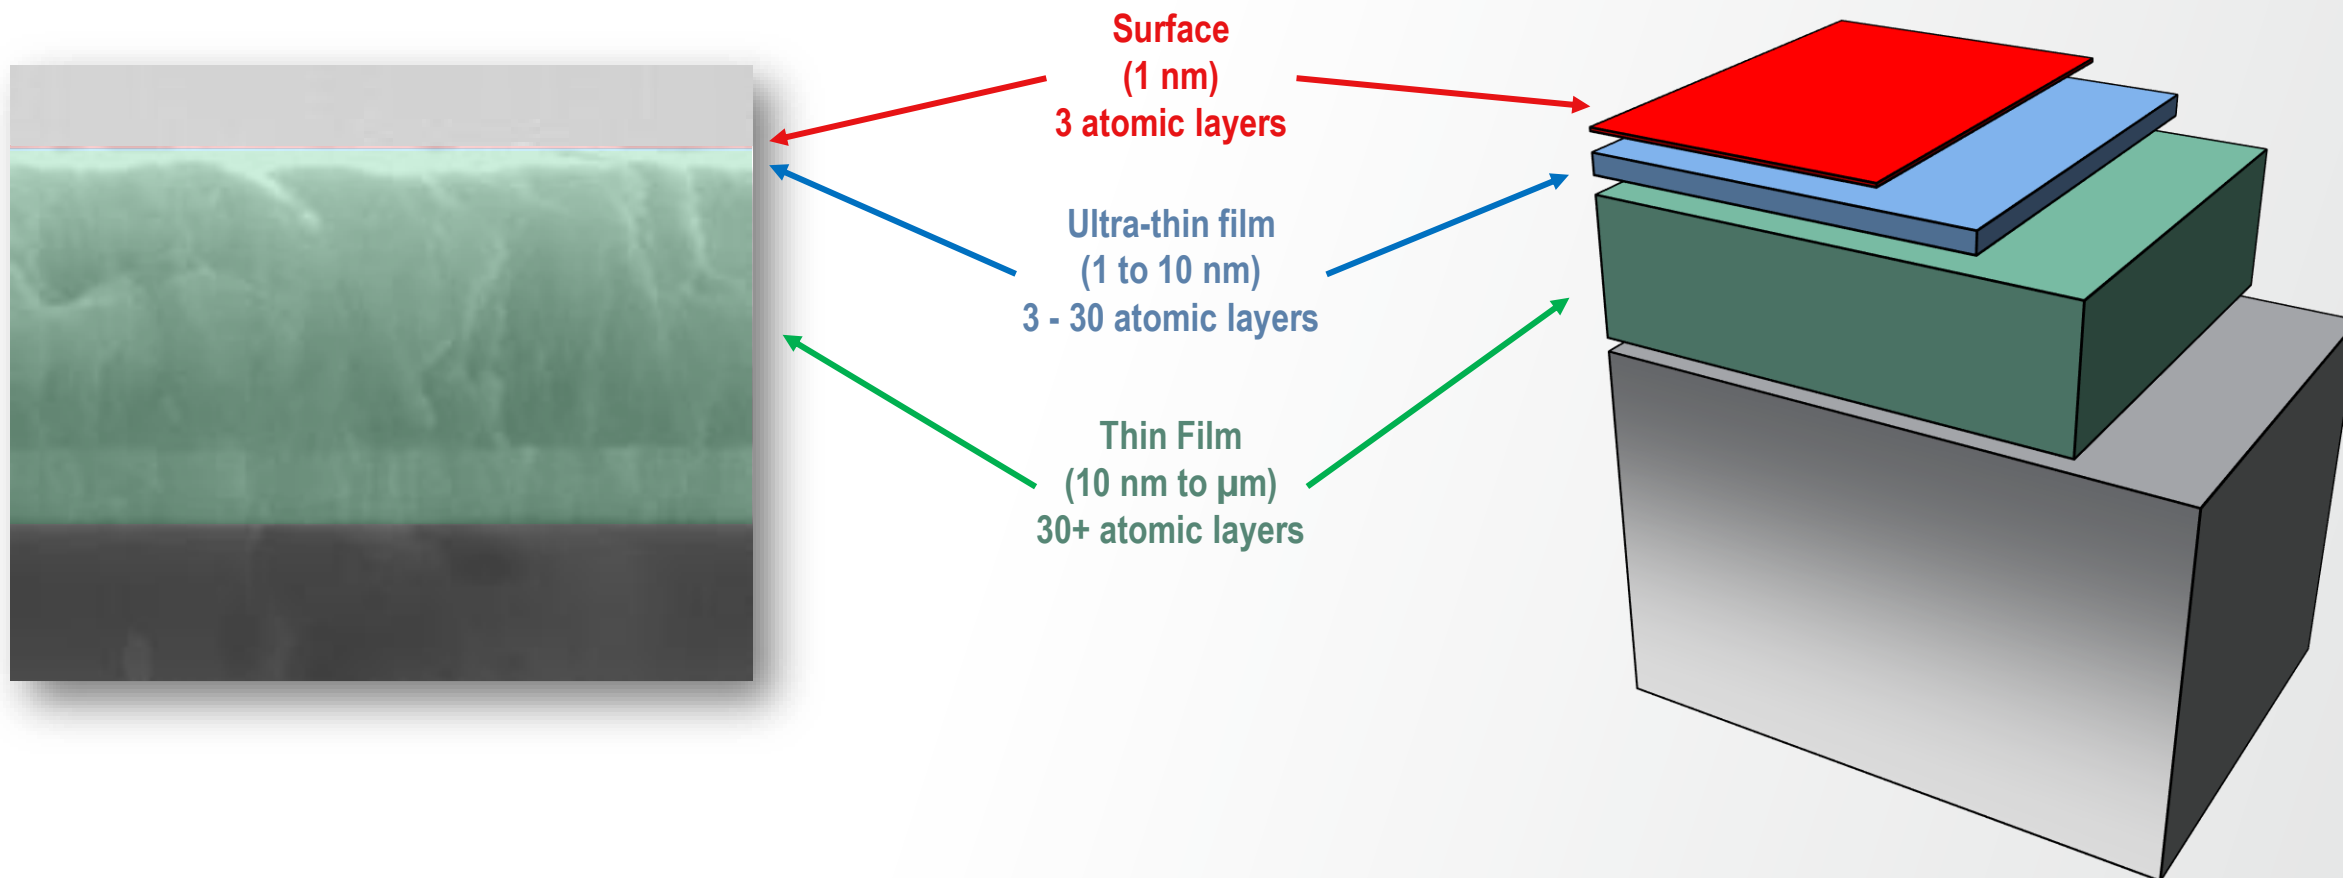 Surface
(1 nm)
3 atomic layers
Ultra-thin film
(1 to 10 nm)
3 - 30 atomic layers
Thin Film
(10 nm to µm)
30+ atomic layers